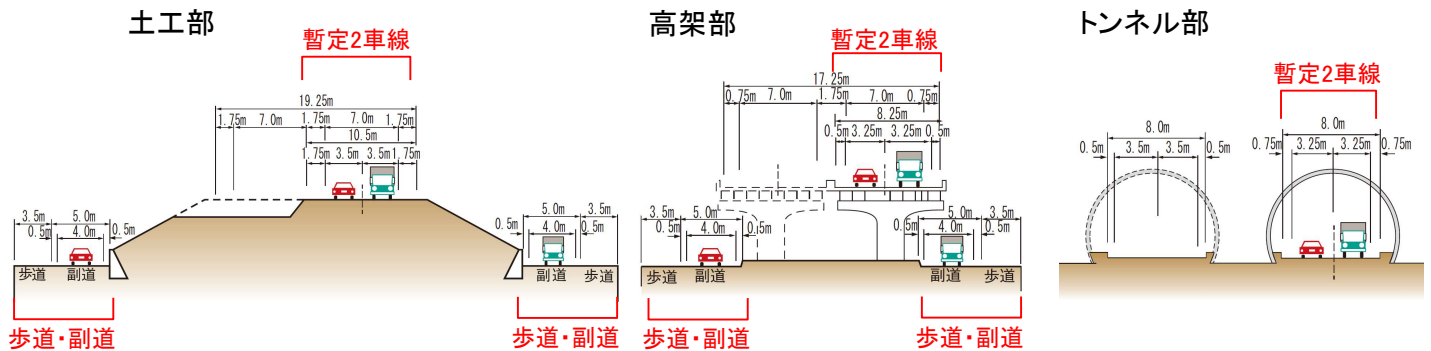 土工部
暫定2車線
19.25m
1.75m 7.0m 1.75m 7.0m 1.75m
10.5m
1.75m 3.5m 3.5m 1.75m
3.5m 5.0m
0.5m 4.0m 0.5m
歩道 副道
歩道・副道
5.0m 3.5m
0.5m 4.0m 0.5m
副道 歩道
歩道・副道
高架部
暫定2車線
17.25m
0.75m 7.0m 1.75m 7.0m 0.75m
8.25m
0.5m 3.25m 3.25m 0.5m
3.5m 5.0m
0.5m 4.0m 0.5m
歩道 副道
歩道・副道
5.0m 3.5m
0.5m 4.0m 0.5m
副道 歩道
歩道・副道
トンネル部
8.0m
0.5m 3.5m 3.5m 0.5m
暫定2車線
8.0m
0.75m 3.25m 3.25m 0.75m